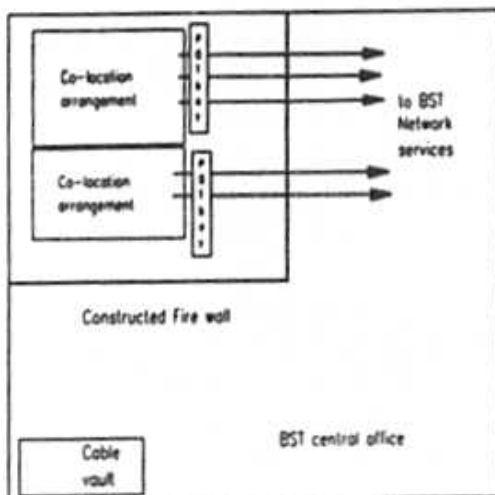 Co-location
arrangement
Co-location
arrangement
to BST
Network
services
Constructed Fire wall
BST central office
Cable
vault